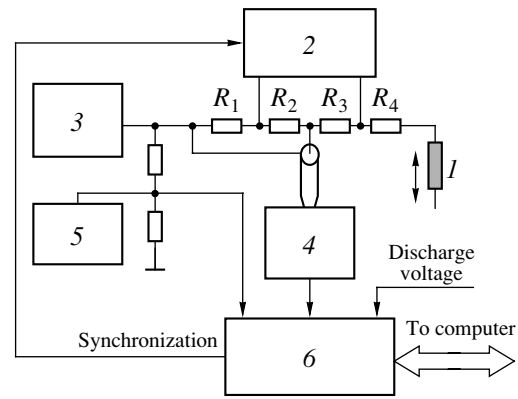 2
R1 R2 R3 R4
3
1
5
4
Discharge
voltage
To computer
Synchronization
6